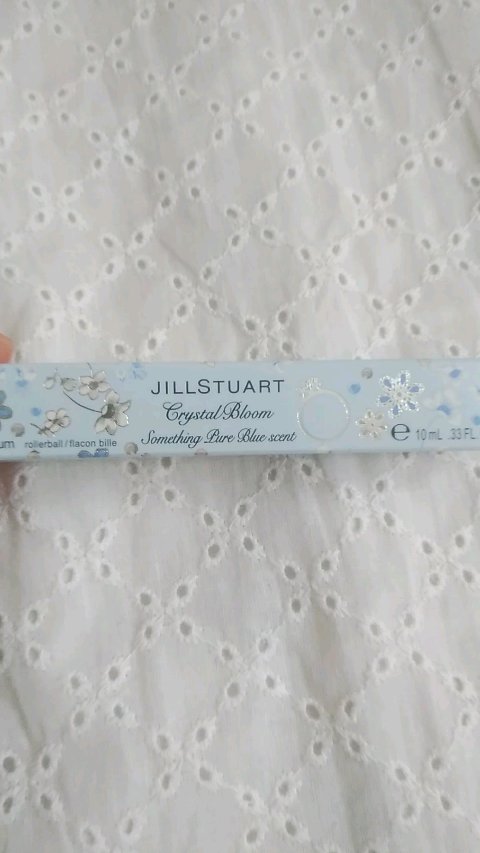 JILLSTUART
Crystal Bloom
Something Pure Blue scent
rollerball / flacon bille
e 10 mL .33 FL